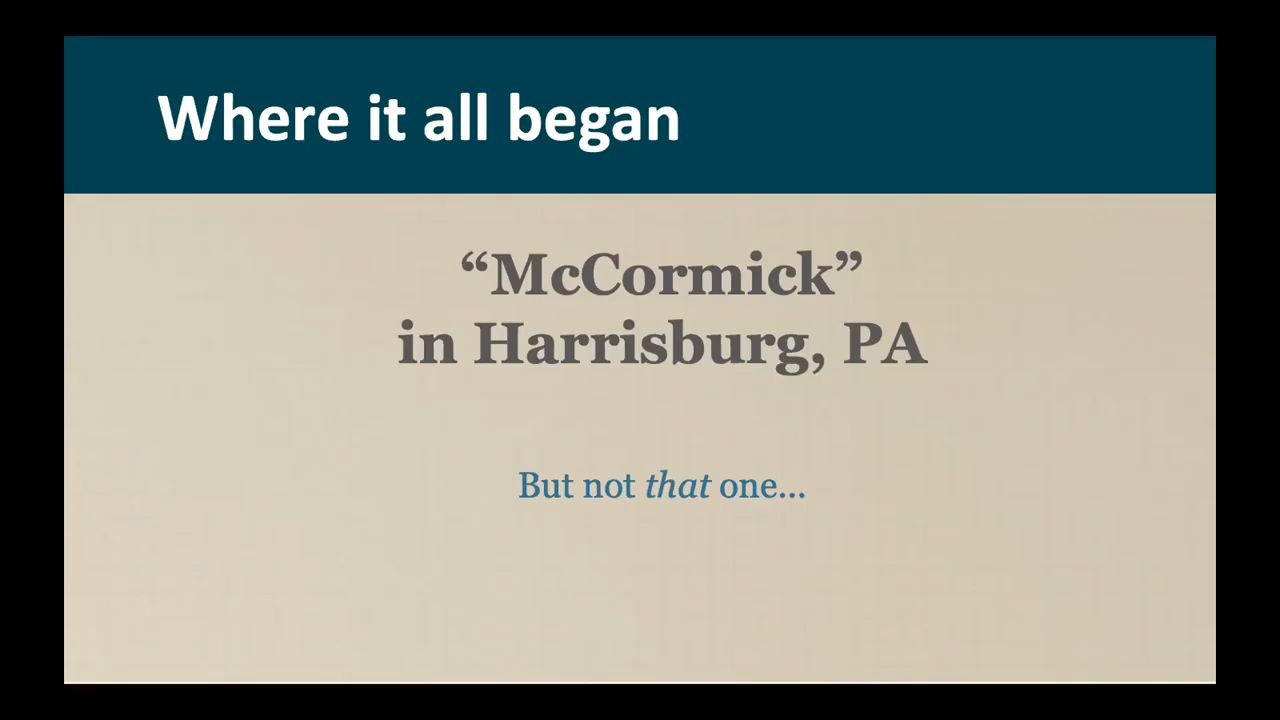 Where it all began
“McCormick”
in Harrisburg, PA
But not that one...